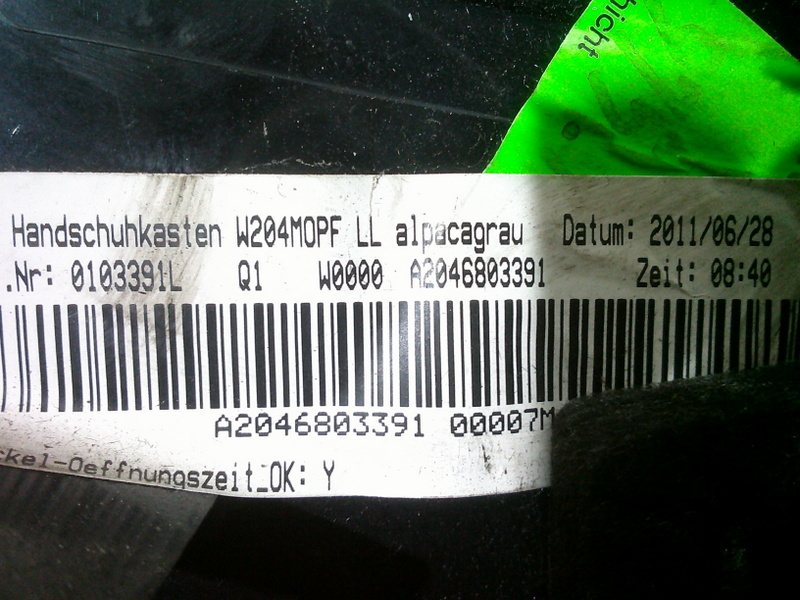 hicht
Handschuhkasten W204MOPF LL alpacagrau Datum: 2011/06/28
.Nr: 0103391L Q1 W0000 A2046803391 Zeit: 08:40
A2046803391 00007M
ckel-Oeffnungszeit_OK: Y